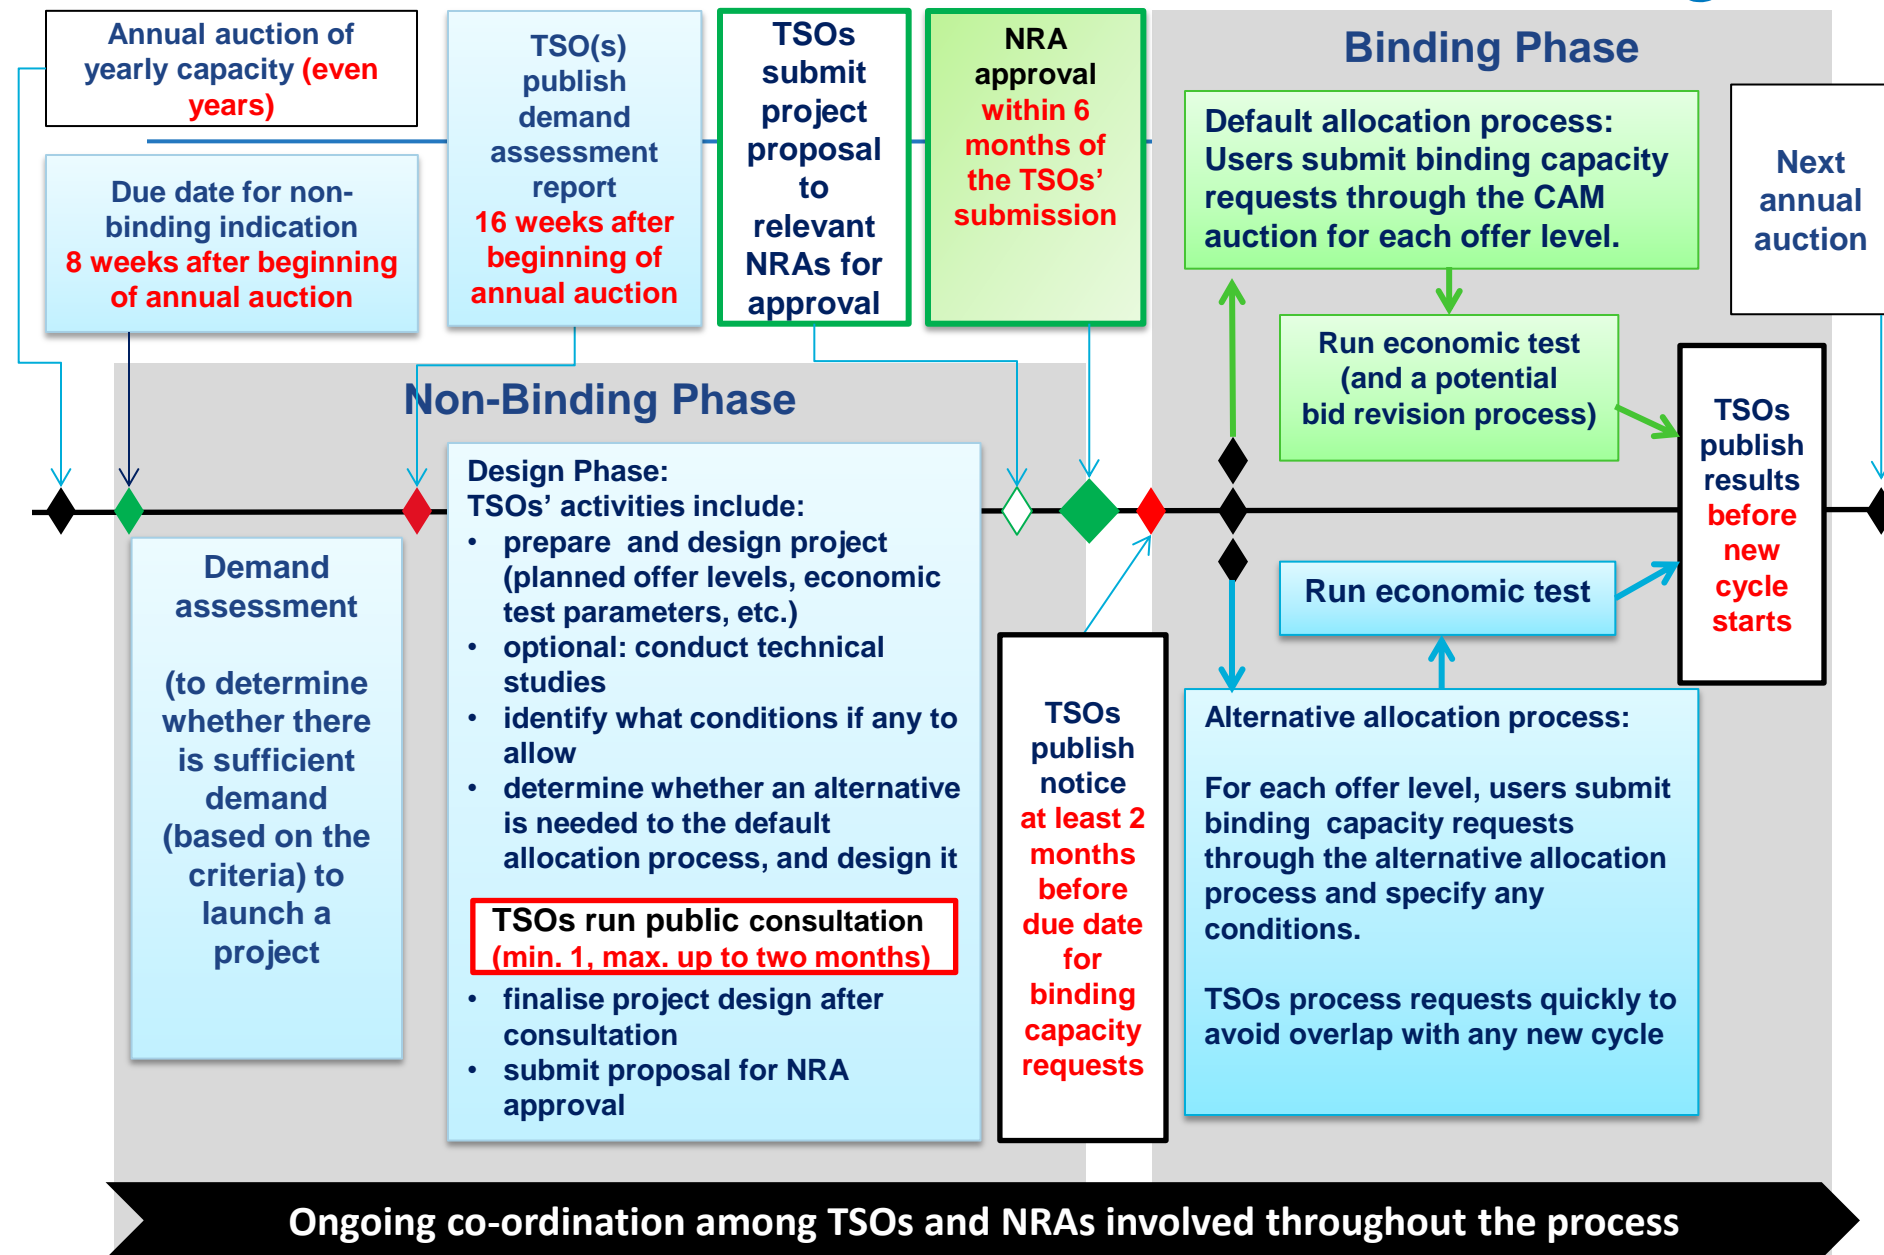 Annual auction of
yearly capacity (even
years)
Due date for non-
binding indication
8 weeks after beginning
of annual auction
TSO(s)
publish
demand
assessment
report
16 weeks after
beginning of
annual auction
TSOs
submit
project
proposal
to
relevant
NRAs for
approval
NRA
approval
within 6
months of
the TSOs’
submission
Binding Phase
Default allocation process:
Users submit binding capacity
requests through the CAM
auction for each offer level.
Next
annual
auction
Run economic test
(and a potential
bid revision process)
TSOs
publish
results
before
new
cycle
starts
Non-Binding Phase
Demand
assessment
(to determine
whether there
is sufficient
demand
(based on the
criteria) to
launch a
project
Design Phase:
TSOs’ activities include:
• prepare and design project
(planned offer levels, economic
test parameters, etc.)
• optional: conduct technical
studies
• identify what conditions if any to
allow
• determine whether an alternative
is needed to the default
allocation process, and design it
TSOs run public consultation
(min. 1, max. up to two months)
• finalise project design after
consultation
• submit proposal for NRA
approval
TSOs
publish
notice
at least 2
months
before
due date
for
binding
capacity
requests
Run economic test
Alternative allocation process:
For each offer level, users submit
binding capacity requests
through the alternative allocation
process and specify any
conditions.
TSOs process requests quickly to
avoid overlap with any new cycle
Ongoing co-ordination among TSOs and NRAs involved throughout the process